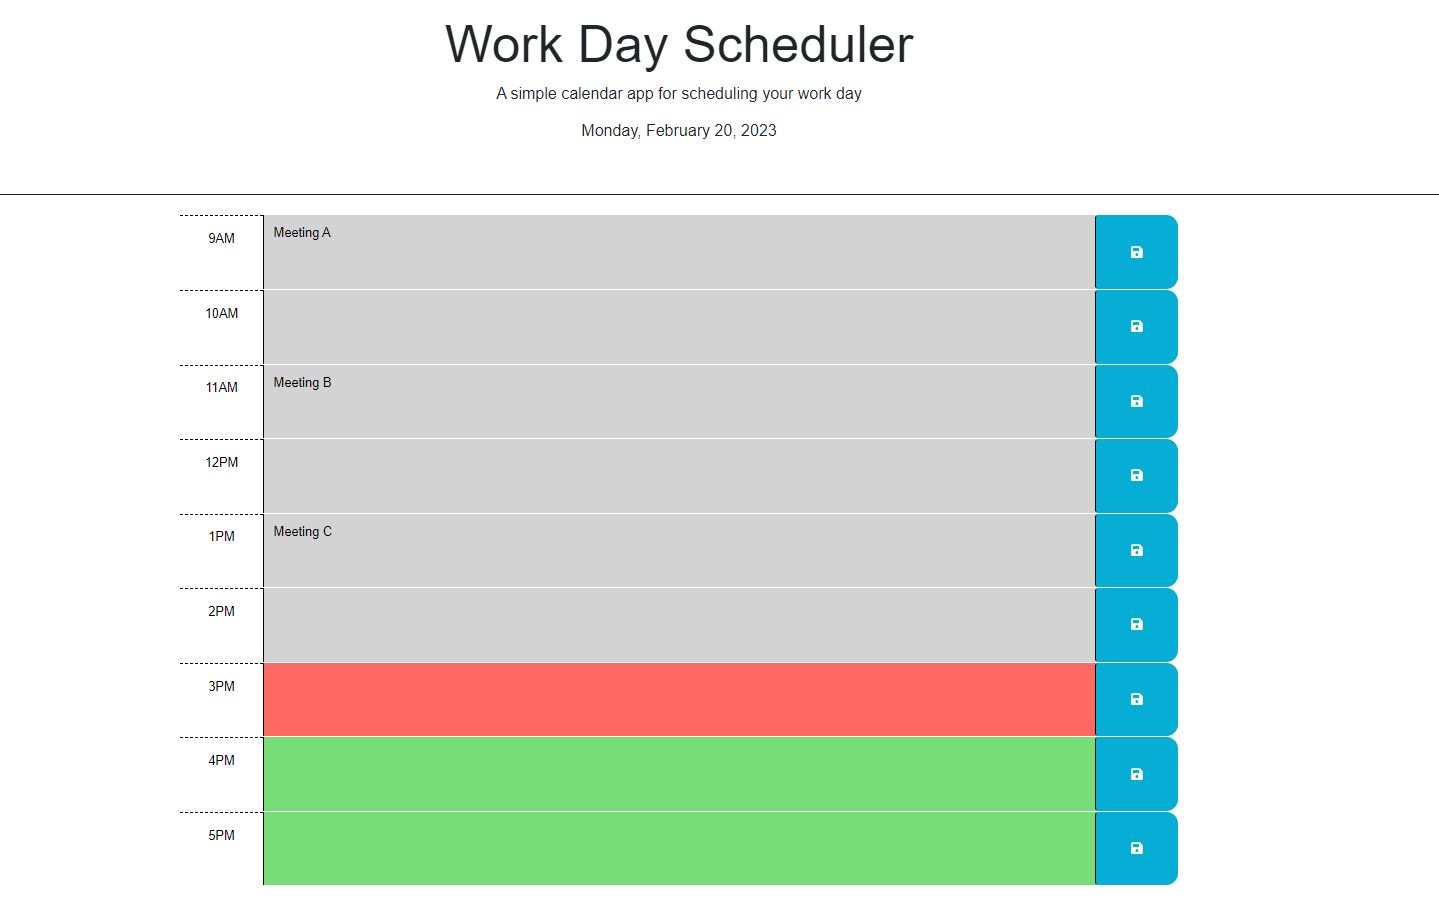 Work Day Scheduler
A simple calendar app for scheduling your work day
Monday, February 20, 2023
9AM
Meeting A
10AM
11AM
Meeting B
12PM
1PM
Meeting C
2PM
3PM
4PM
5PM